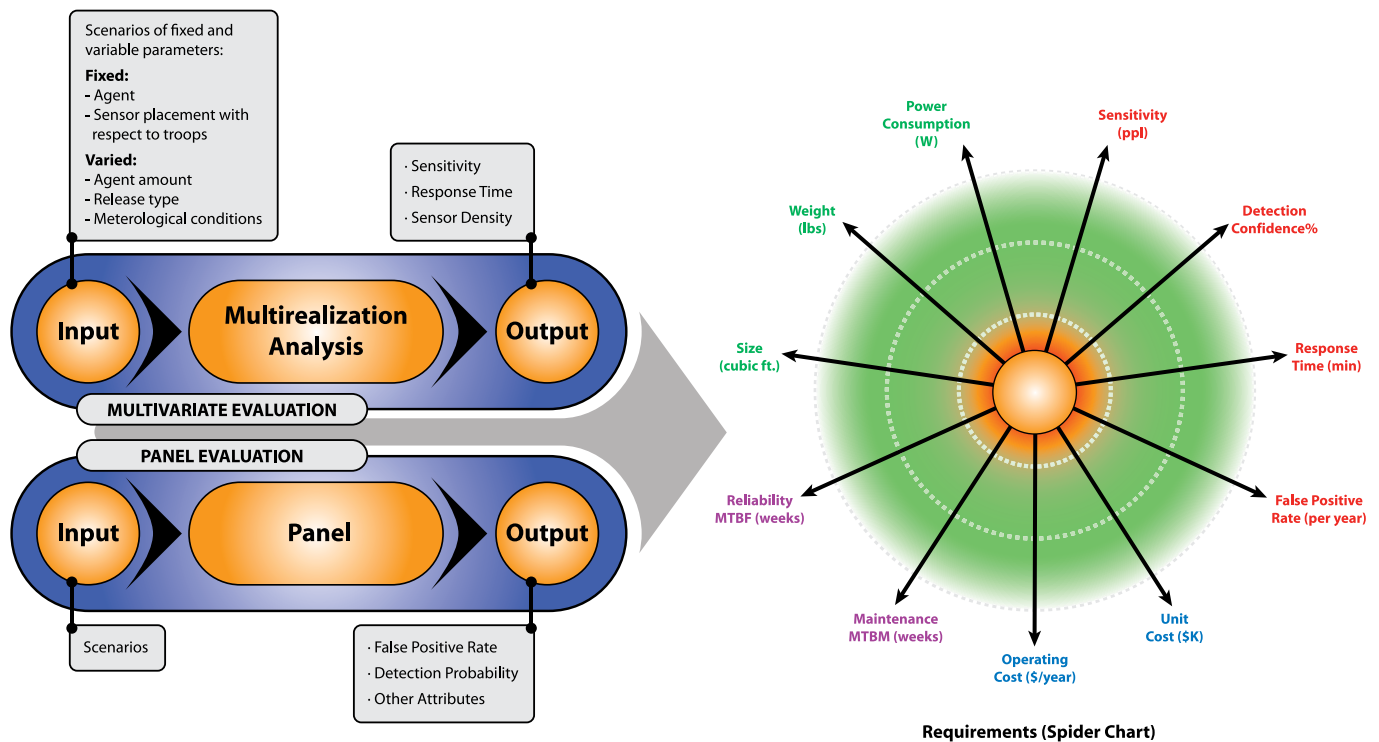 Scenarios of fixed and
variable parameters:
Fixed:
- Agent
- Sensor placement with
respect to troops
Varied:
- Agent amount
- Release type
- Meterological conditions
· Sensitivity
· Response Time
· Sensor Density
Input
Multirealization
Analysis
Output
MULTIVARIATE EVALUATION
PANEL EVALUATION
Input
Panel
Output
Scenarios
· False Positive Rate
· Detection Probability
· Other Attributes
Power
Consumption
(W)
Sensitivity
(ppl)
Weight
(lbs)
Detection
Confidence%
Size
(cubic ft.)
Response
Time (min)
Reliability
MTBF (weeks)
False Positive
Rate (per year)
Maintenance
MTBM (weeks)
Unit
Cost ($K)
Operating
Cost ($/year)
Requirements (Spider Chart)